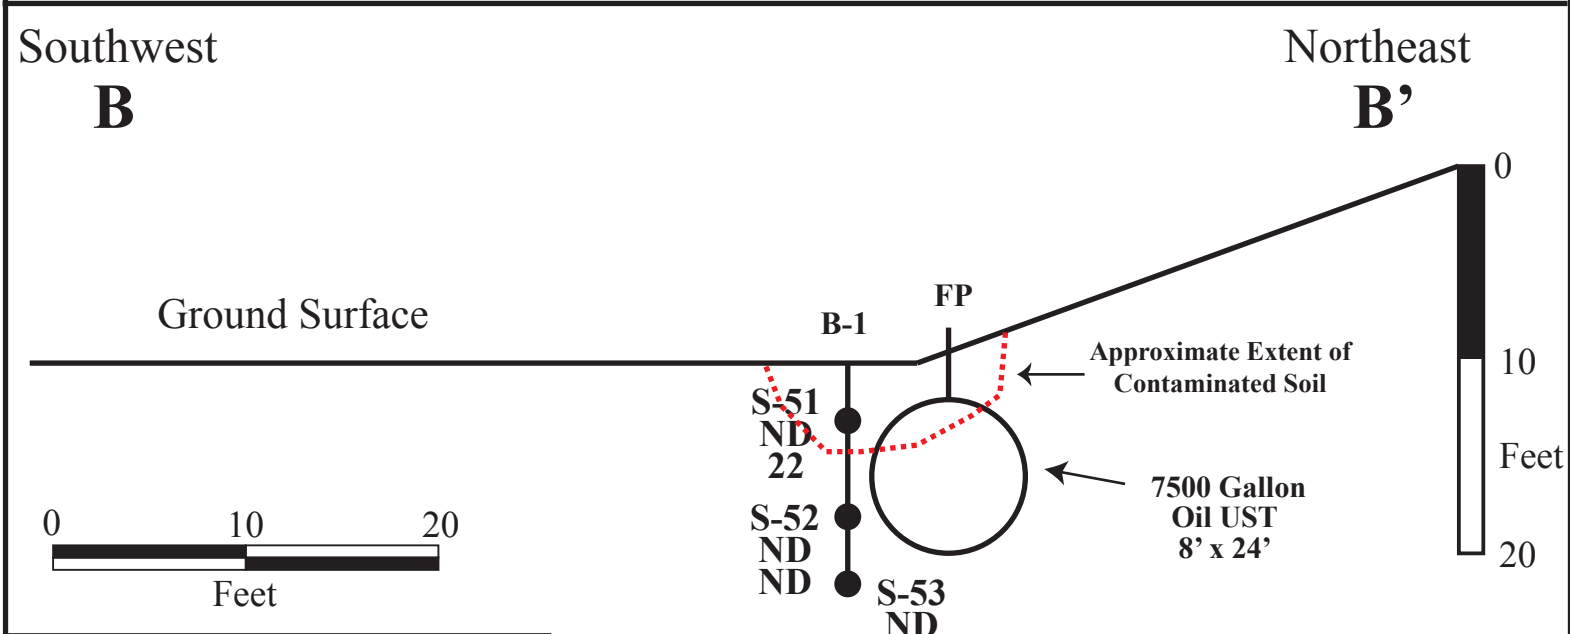 Southwest
B
Northeast
B’
0
10
Feet
20
Ground Surface
B-1
FP
Approximate Extent of
Contaminated Soil
S-51
ND
22
S-52
ND
ND
S-53
ND
7500 Gallon
Oil UST
8’ x 24’
0 10 20
Feet